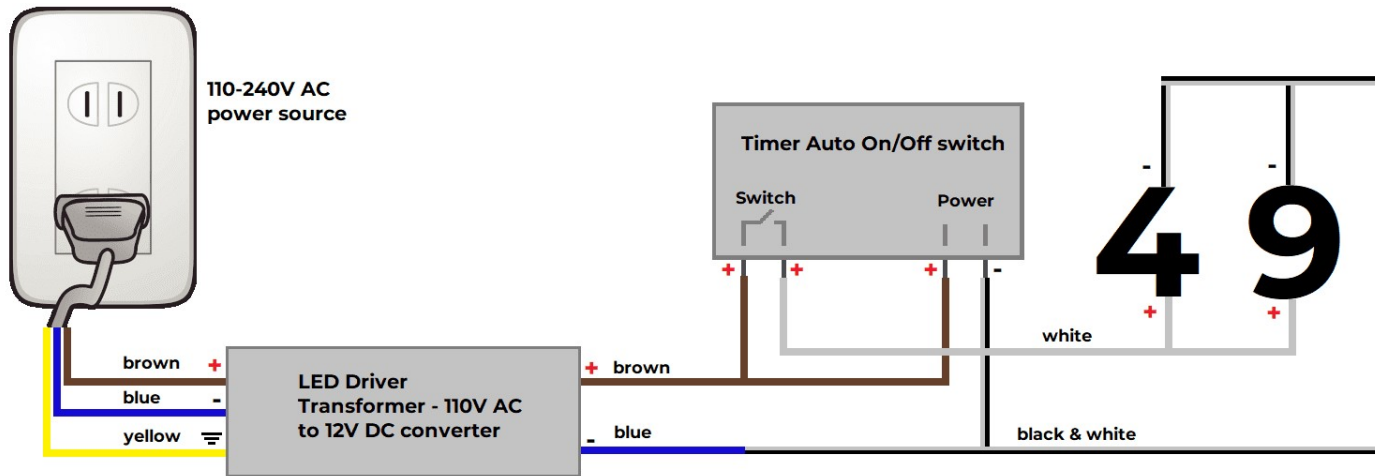 110-240V AC
power source
Timer Auto On/Off switch
Switch
Power
+
+
+
-
-
-
4 9
+
+
white
brown +
blue -
yellow
LED Driver
Transformer - 110V AC
to 12V DC converter
+ brown
- blue
black & white